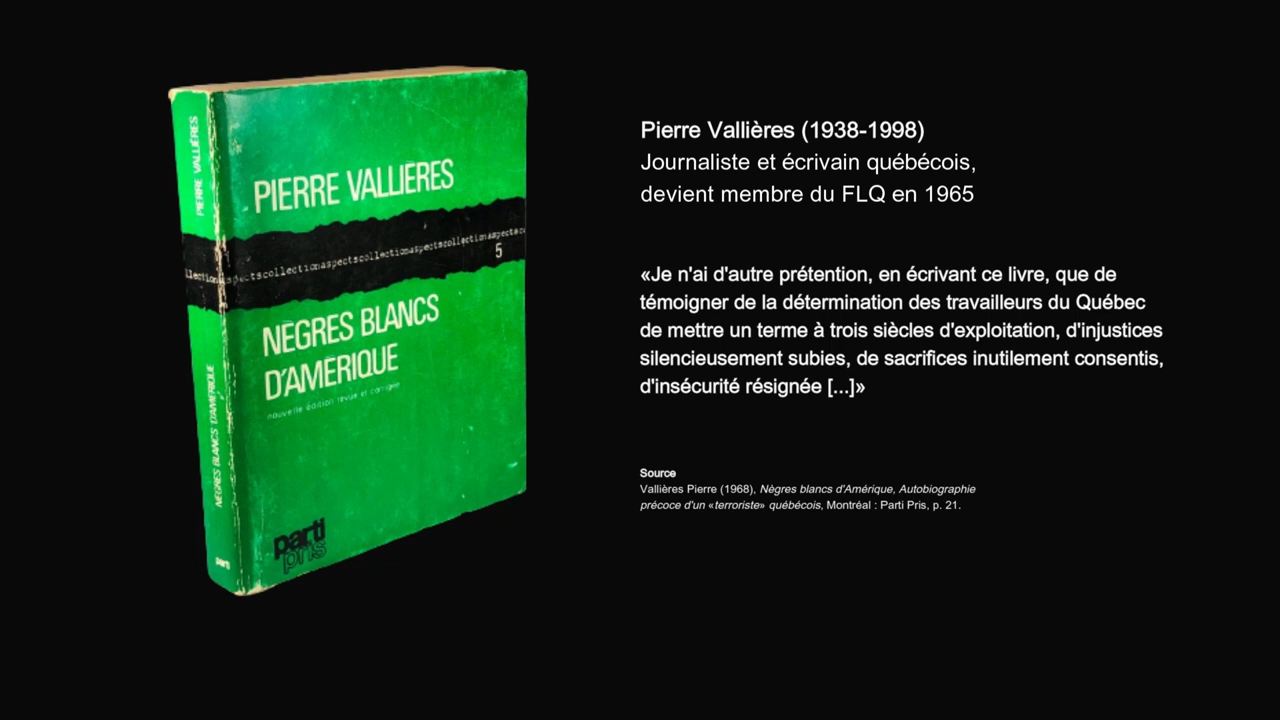 PIERRE VALLIÈRES
NÈGRES BLANCS D'AMÉRIQUE
parti
PIERRE VALLIÈRES
llectionaspectscollectionaspectscollectionaspectsco
5
NÈGRES BLANCS
D'AMÉRIQUE
nouvelle édition revue et corrigée
parti
pris
Pierre Vallières (1938-1998)
Journaliste et écrivain québécois,
devient membre du FLQ en 1965
«Je n'ai d'autre prétention, en écrivant ce livre, que de
témoigner de la détermination des travailleurs du Québec
de mettre un terme à trois siècles d'exploitation, d'injustices
silencieusement subies, de sacrifices inutilement consentis,
d'insécurité résignée [...]»
Source
Vallières Pierre (1968), Nègres blancs d'Amérique, Autobiographie
précoce d'un «terroriste» québécois, Montréal : Parti Pris, p. 21.